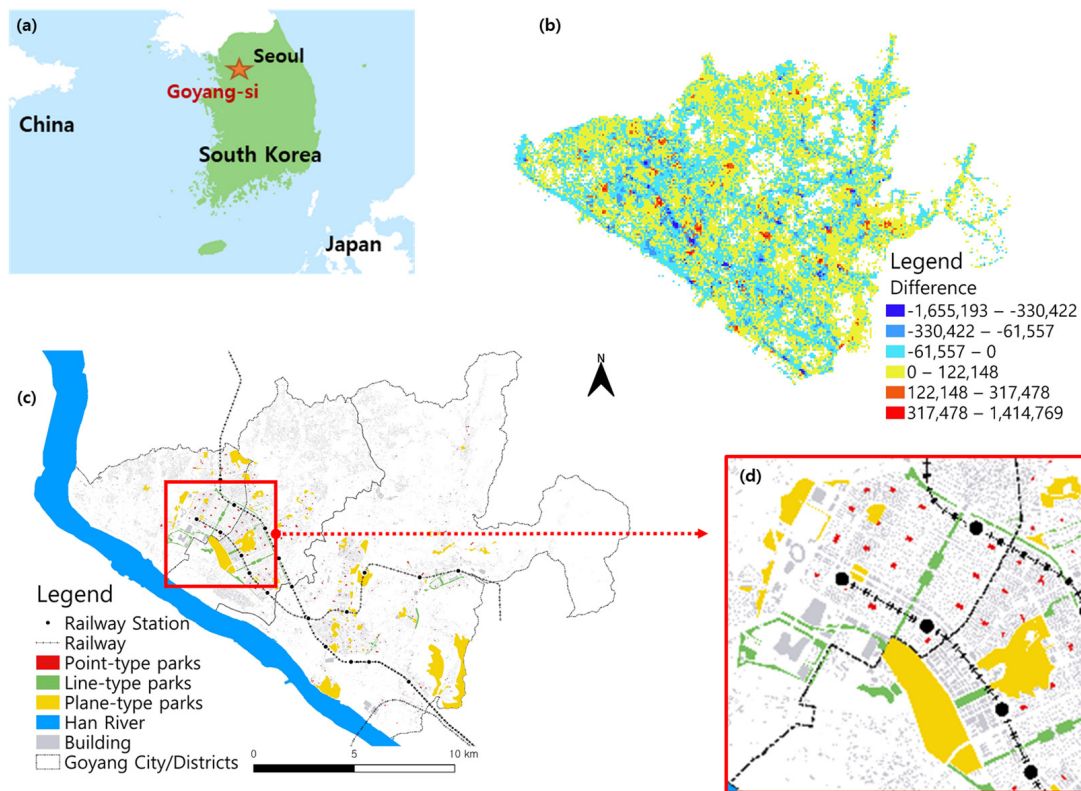 (a)
Seoul
Goyang-si
China
South Korea
Japan
(b)
Legend
Difference
-1,655,193 – -330,422
-330,422 – -61,557
-61,557 – 0
0 – 122,148
122,148 – 317,478
317,478 – 1,414,769
(c)
N
Legend
Railway Station
Railway
Point-type parks
Line-type parks
Plane-type parks
Han River
Building
Goyang City/Districts
0 5 10 km
(d)